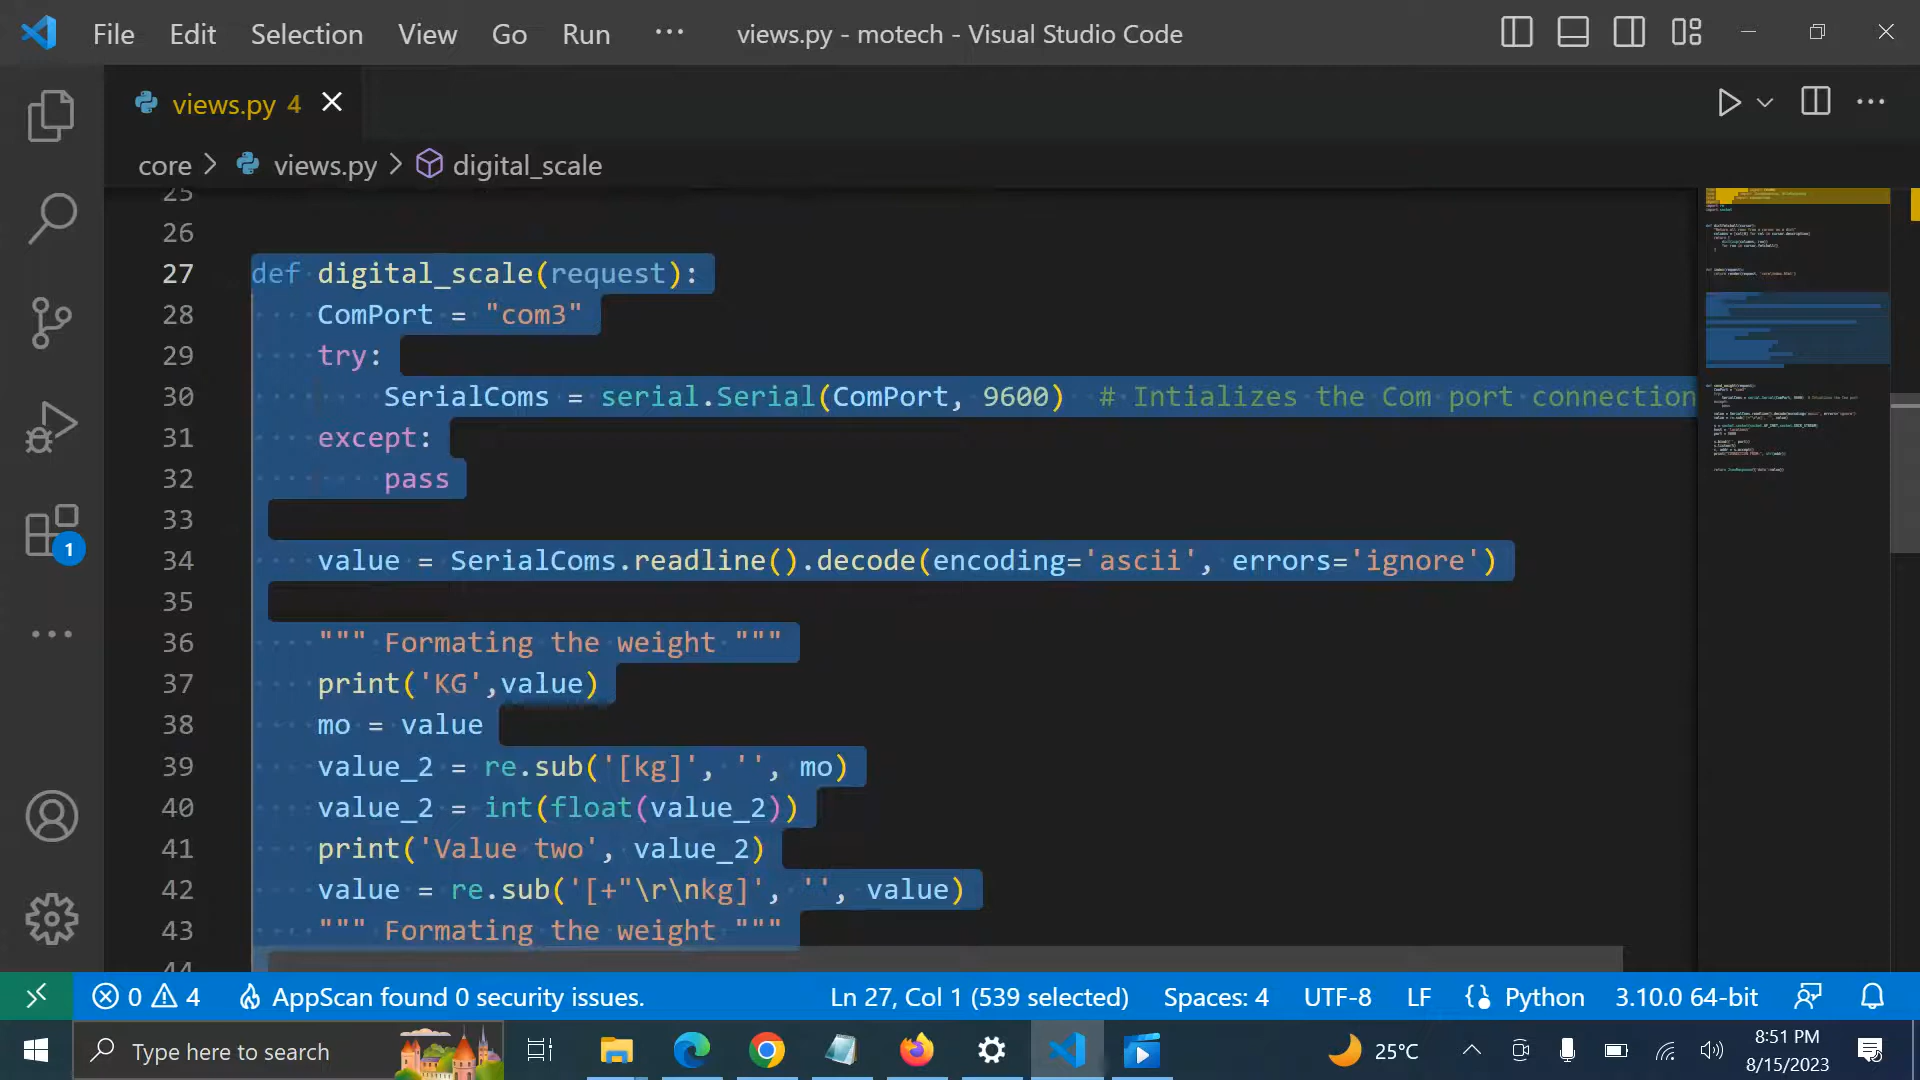 File Edit Selection View Go Run ··· views.py - motech - Visual Studio Code
views.py 4
core > views.py > digital_scale
25
26
27 def digital_scale(request):
28 ComPort = "com3"
29 try:
30 SerialComs = serial.Serial(ComPort, 9600) # Intializes the Com port connection
31 except:
32 pass
33
34 value = SerialComs.readline().decode(encoding='ascii', errors='ignore')
35
36 """ Formating the weight """
37 print('KG',value)
38 mo = value
39 value_2 = re.sub('[kg]', '', mo)
40 value_2 = int(float(value_2))
41 print('Value two', value_2)
42 value = re.sub('[+"\r\nkg]', '', value)
43 """ Formating the weight """
44
1
0 4 AppScan found 0 security issues. Ln 27, Col 1 (539 selected) Spaces: 4 UTF-8 LF Python 3.10.0 64-bit
Type here to search 25°C 8:51 PM
8/15/2023